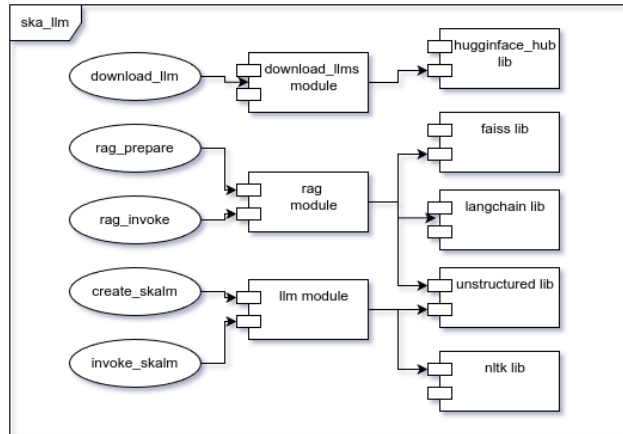 ska_llm
download_llm
download_llms
module
hugginface_hub
lib
rag_prepare
rag_invoke
rag
module
faiss lib
langchain lib
create_skalm
invoke_skalm
llm module
unstructured lib
nltk lib